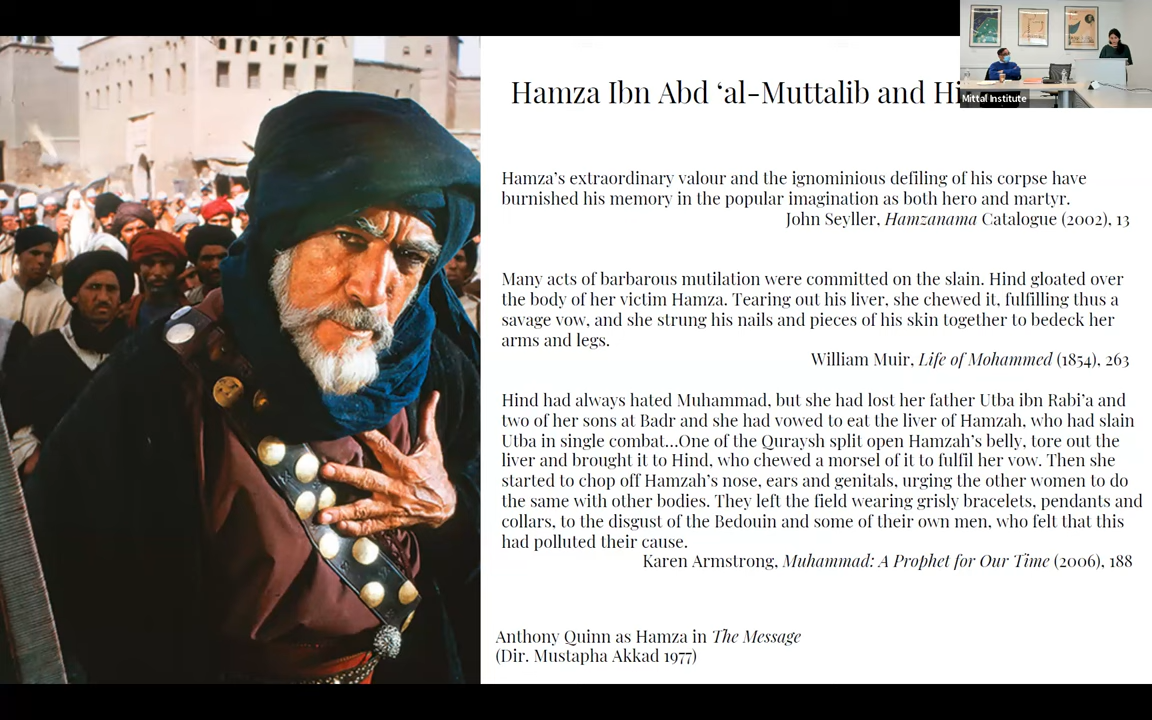 Hamza Ibn Abd ‘al-Muttalib and Hi
Mittal Institute
Hamza’s extraordinary valour and the ignominious defiling of his corpse have
burnished his memory in the popular imagination as both hero and martyr.
John Seyller, Hamzanama Catalogue (2002), 13
Many acts of barbarous mutilation were committed on the slain. Hind gloated over
the body of her victim Hamza. Tearing out his liver, she chewed it, fulfilling thus a
savage vow, and she strung his nails and pieces of his skin together to bedeck her
arms and legs.
William Muir, Life of Mohammed (1854), 263
Hind had always hated Muhammad, but she had lost her father Utba ibn Rabi’a and
two of her sons at Badr and she had vowed to eat the liver of Hamzah, who had slain
Utba in single combat...One of the Quraysh split open Hamzah’s belly, tore out the
liver and brought it to Hind, who chewed a morsel of it to fulfil her vow. Then she
started to chop off Hamzah’s nose, ears and genitals, urging the other women to do
the same with other bodies. They left the field wearing grisly bracelets, pendants and
collars, to the disgust of the Bedouin and some of their own men, who felt that this
had polluted their cause.
Karen Armstrong, Muhammad: A Prophet for Our Time (2006), 188
Anthony Quinn as Hamza in The Message
(Dir. Mustapha Akkad 1977)